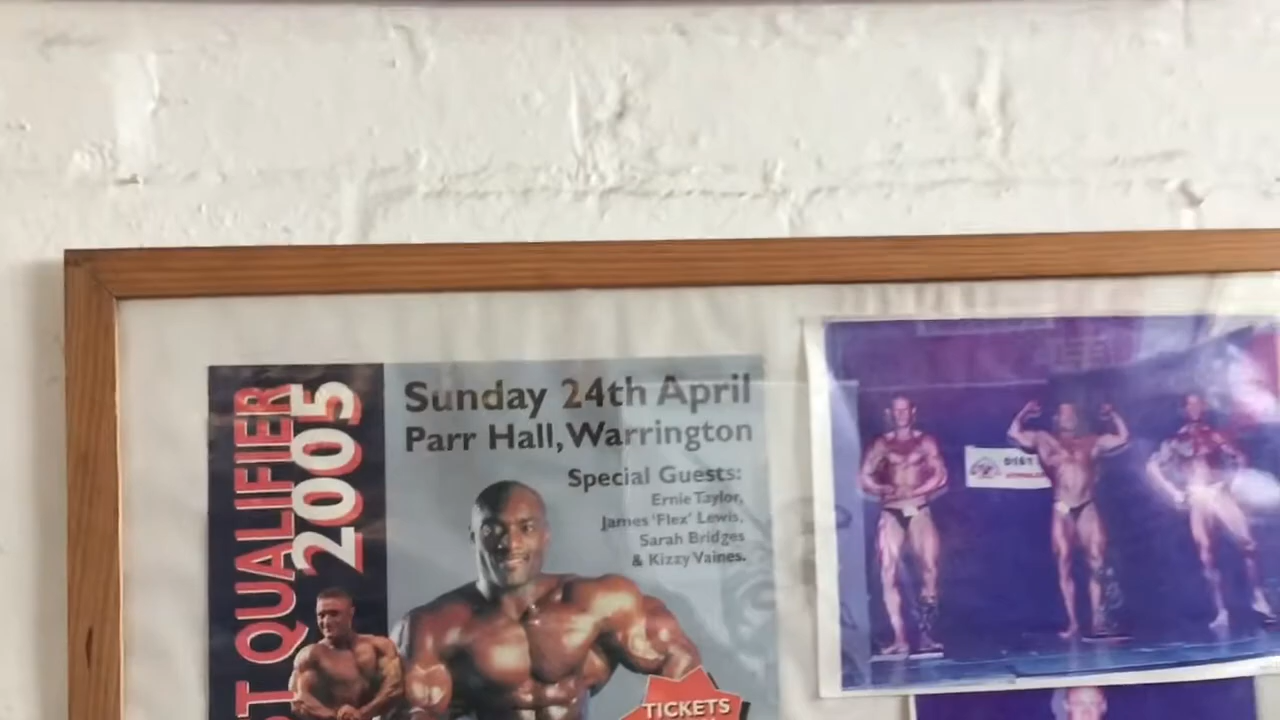 QUALIFIER
2005
Sunday 24th April
Parr Hall, Warrington
Special Guests:
Ernie Taylor,
James 'Flex' Lewis,
Sarah Bridges
& Kizzy Vaines.
TICKETS